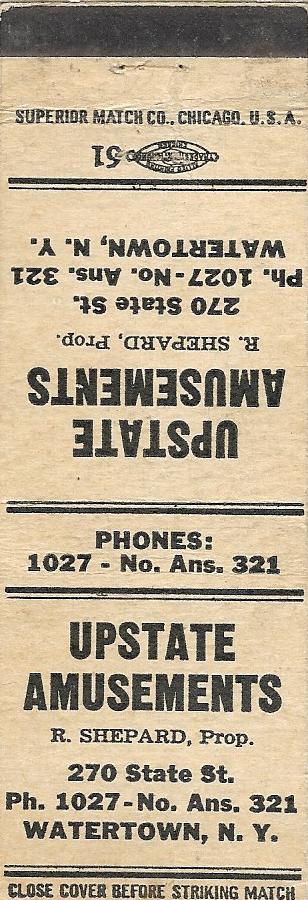 SUPERIOR MATCH CO., CHICAGO, U.S.A.
51
UPSTATE
AMUSEMENTS
R. SHEPARD, Prop.
270 State St.
Ph. 1027-No. Ans. 321
WATERTOWN, N. Y.
PHONES:
1027 - No. Ans. 321
UPSTATE
AMUSEMENTS
R. SHEPARD, Prop.
270 State St.
Ph. 1027-No. Ans. 321
WATERTOWN, N. Y.
CLOSE COVER BEFORE STRIKING MATCH